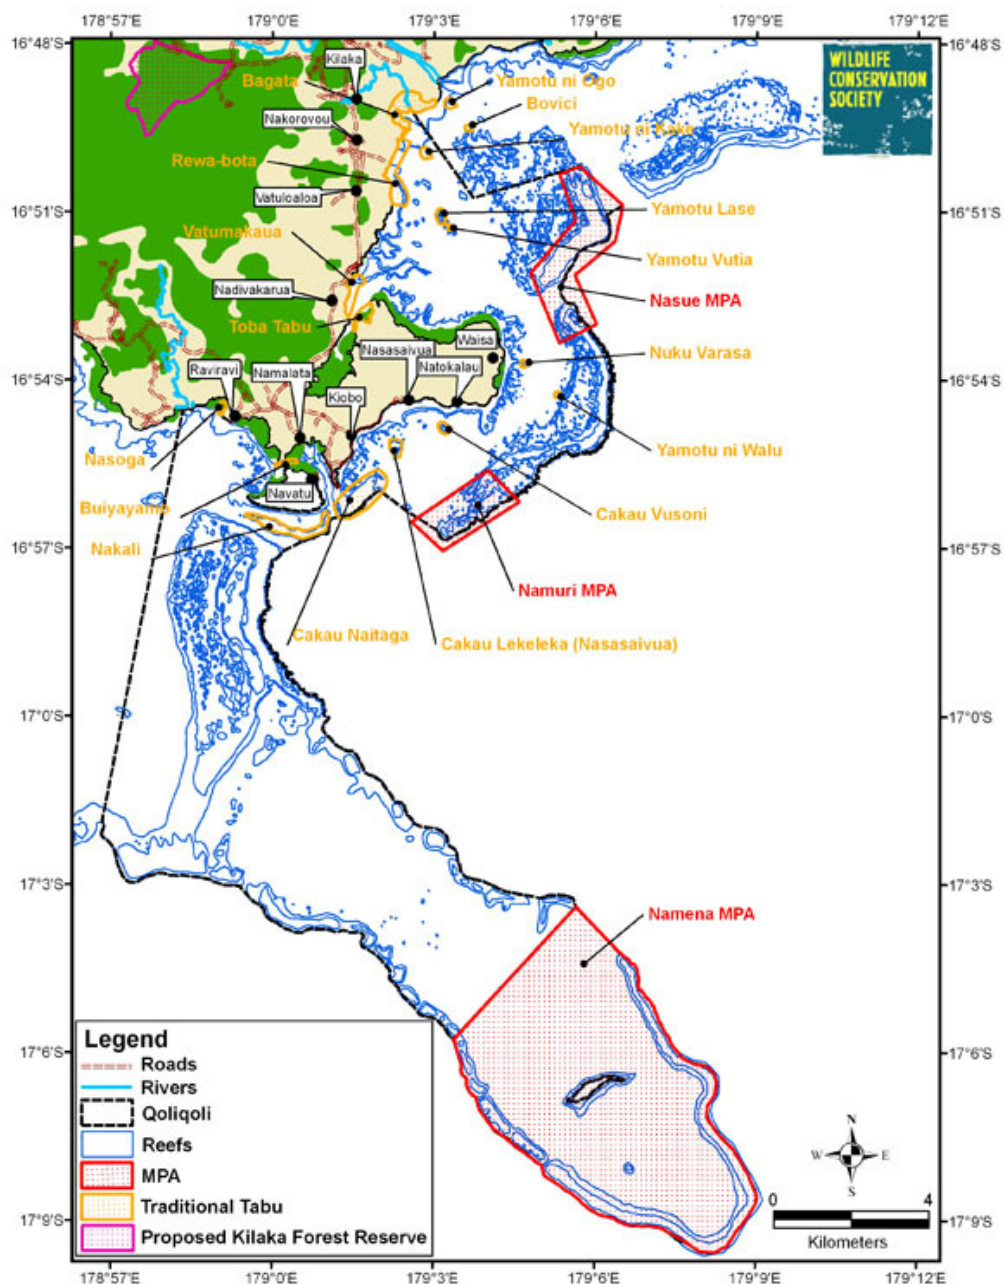 178°57'E 179°0'E 179°3'E 179°6'E 179°9'E 179°12'E
16°48'S 16°48'S
WILDLIFE
CONSERVATION
SOCIETY
Kilaka
Bagata
Yamotu ni Ogo
Bovici
Nakorovou
Yamotu ni Kake
Rewa-bota
Vatuloaloa
16°51'S 16°51'S
Yamotu Lase
Vatumakaua
Yamotu Vutia
Nadivakarua
Nasue MPA
Toba Tabu
Waisa
Nasasaivua
Nuku Varasa
Natokalau
16°54'S 16°54'S
Raviravi
Namalata
Kiobo
Nasoga
Yamotu ni Walu
Navatu
Buiyayamo
Cakau Vusoni
Nakali
16°57'S 16°57'S
Namuri MPA
Cakau Naitaga
Cakau Lekeleka (Nasasaivua)
17°0'S 17°0'S
17°3'S 17°3'S
Namena MPA
17°6'S 17°6'S
Legend
Roads
Rivers
Qoliqoli
Reefs
MPA
Traditional Tabu
Proposed Kilaka Forest Reserve
N
W E
S
0 4
Kilometers
17°9'S 17°9'S
178°57'E 179°0'E 179°3'E 179°6'E 179°9'E 179°12'E